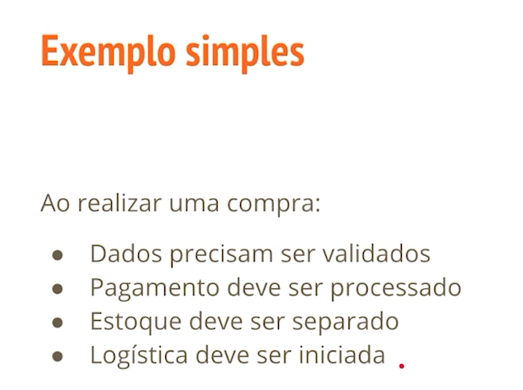 Exemplo simples
Ao realizar uma compra:
● Dados precisam ser validados
● Pagamento deve ser processado
● Estoque deve ser separado
● Logística deve ser iniciada